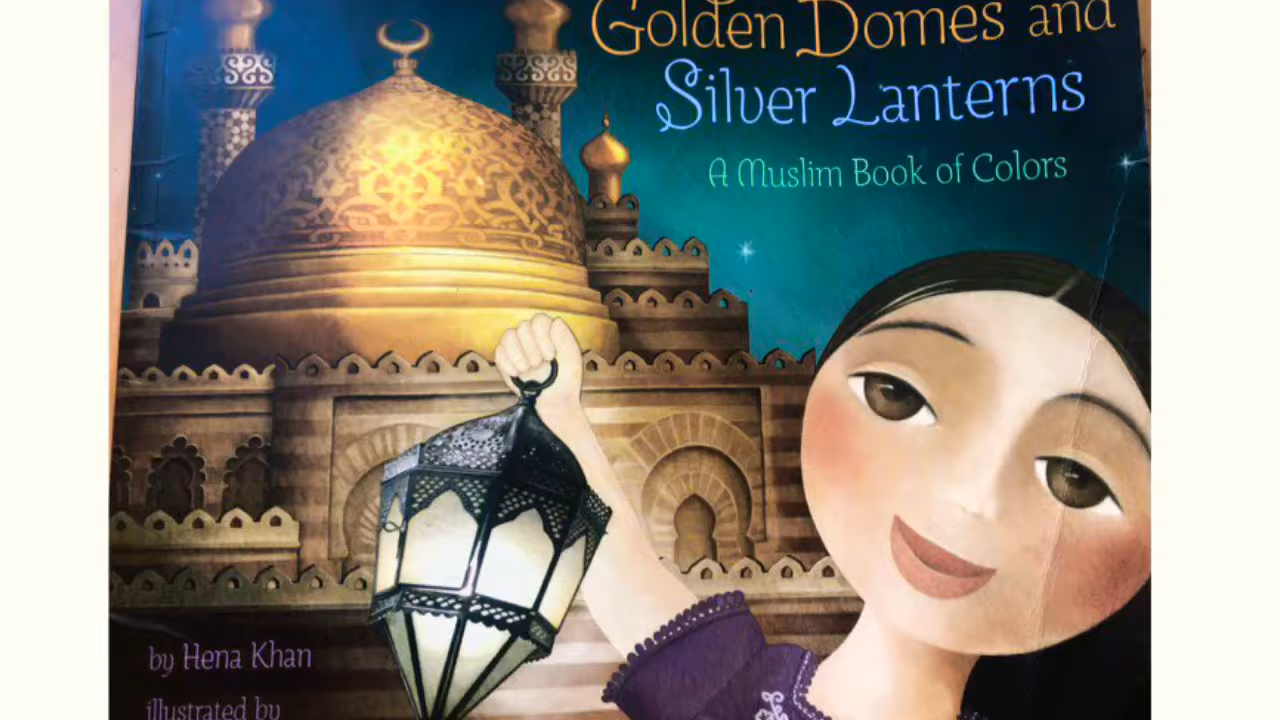 Golden Domes and
Silver Lanterns
A Muslim Book of Colors
by Hena Khan
illustrated by